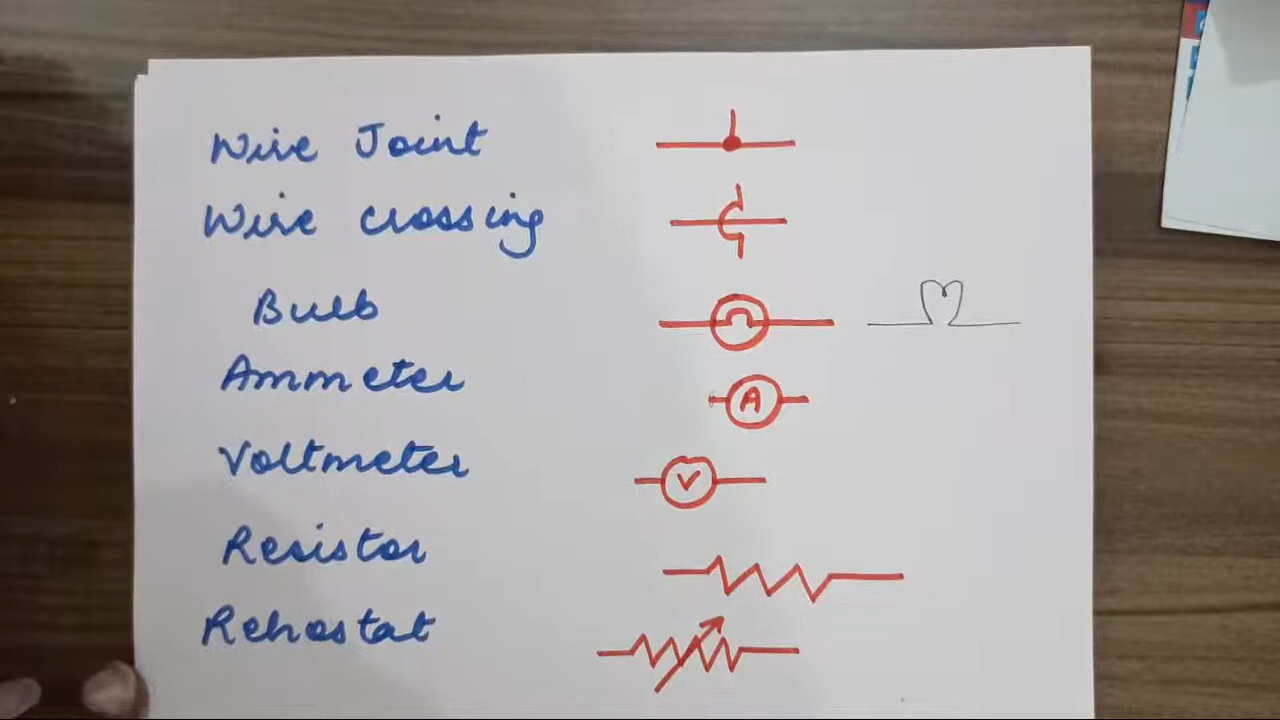 Wire Joint
Wire crossing
Bulb
Ammeter
A
Voltmeter
V
Resistor
Rehostat